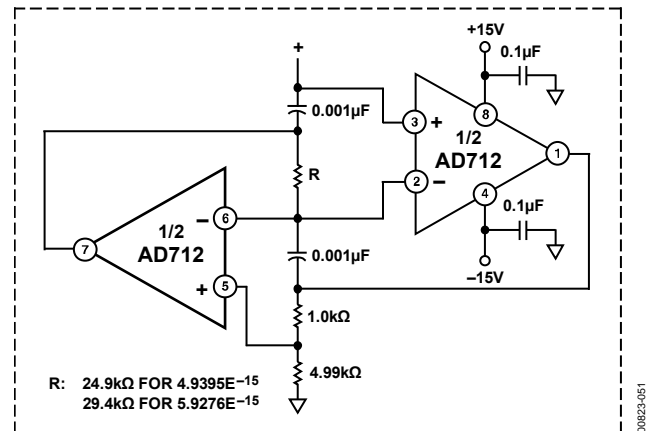 +15V
0.1µF
+
0.001µF
3
+
8
1/2
AD712
1
R
2
−
4
0.1µF
−15V
−
6
1/2
AD712
7
+
5
0.001µF
1.0kΩ
4.99kΩ
R: 24.9kΩ FOR 4.9395E−15
29.4kΩ FOR 5.9276E−15
00823-051